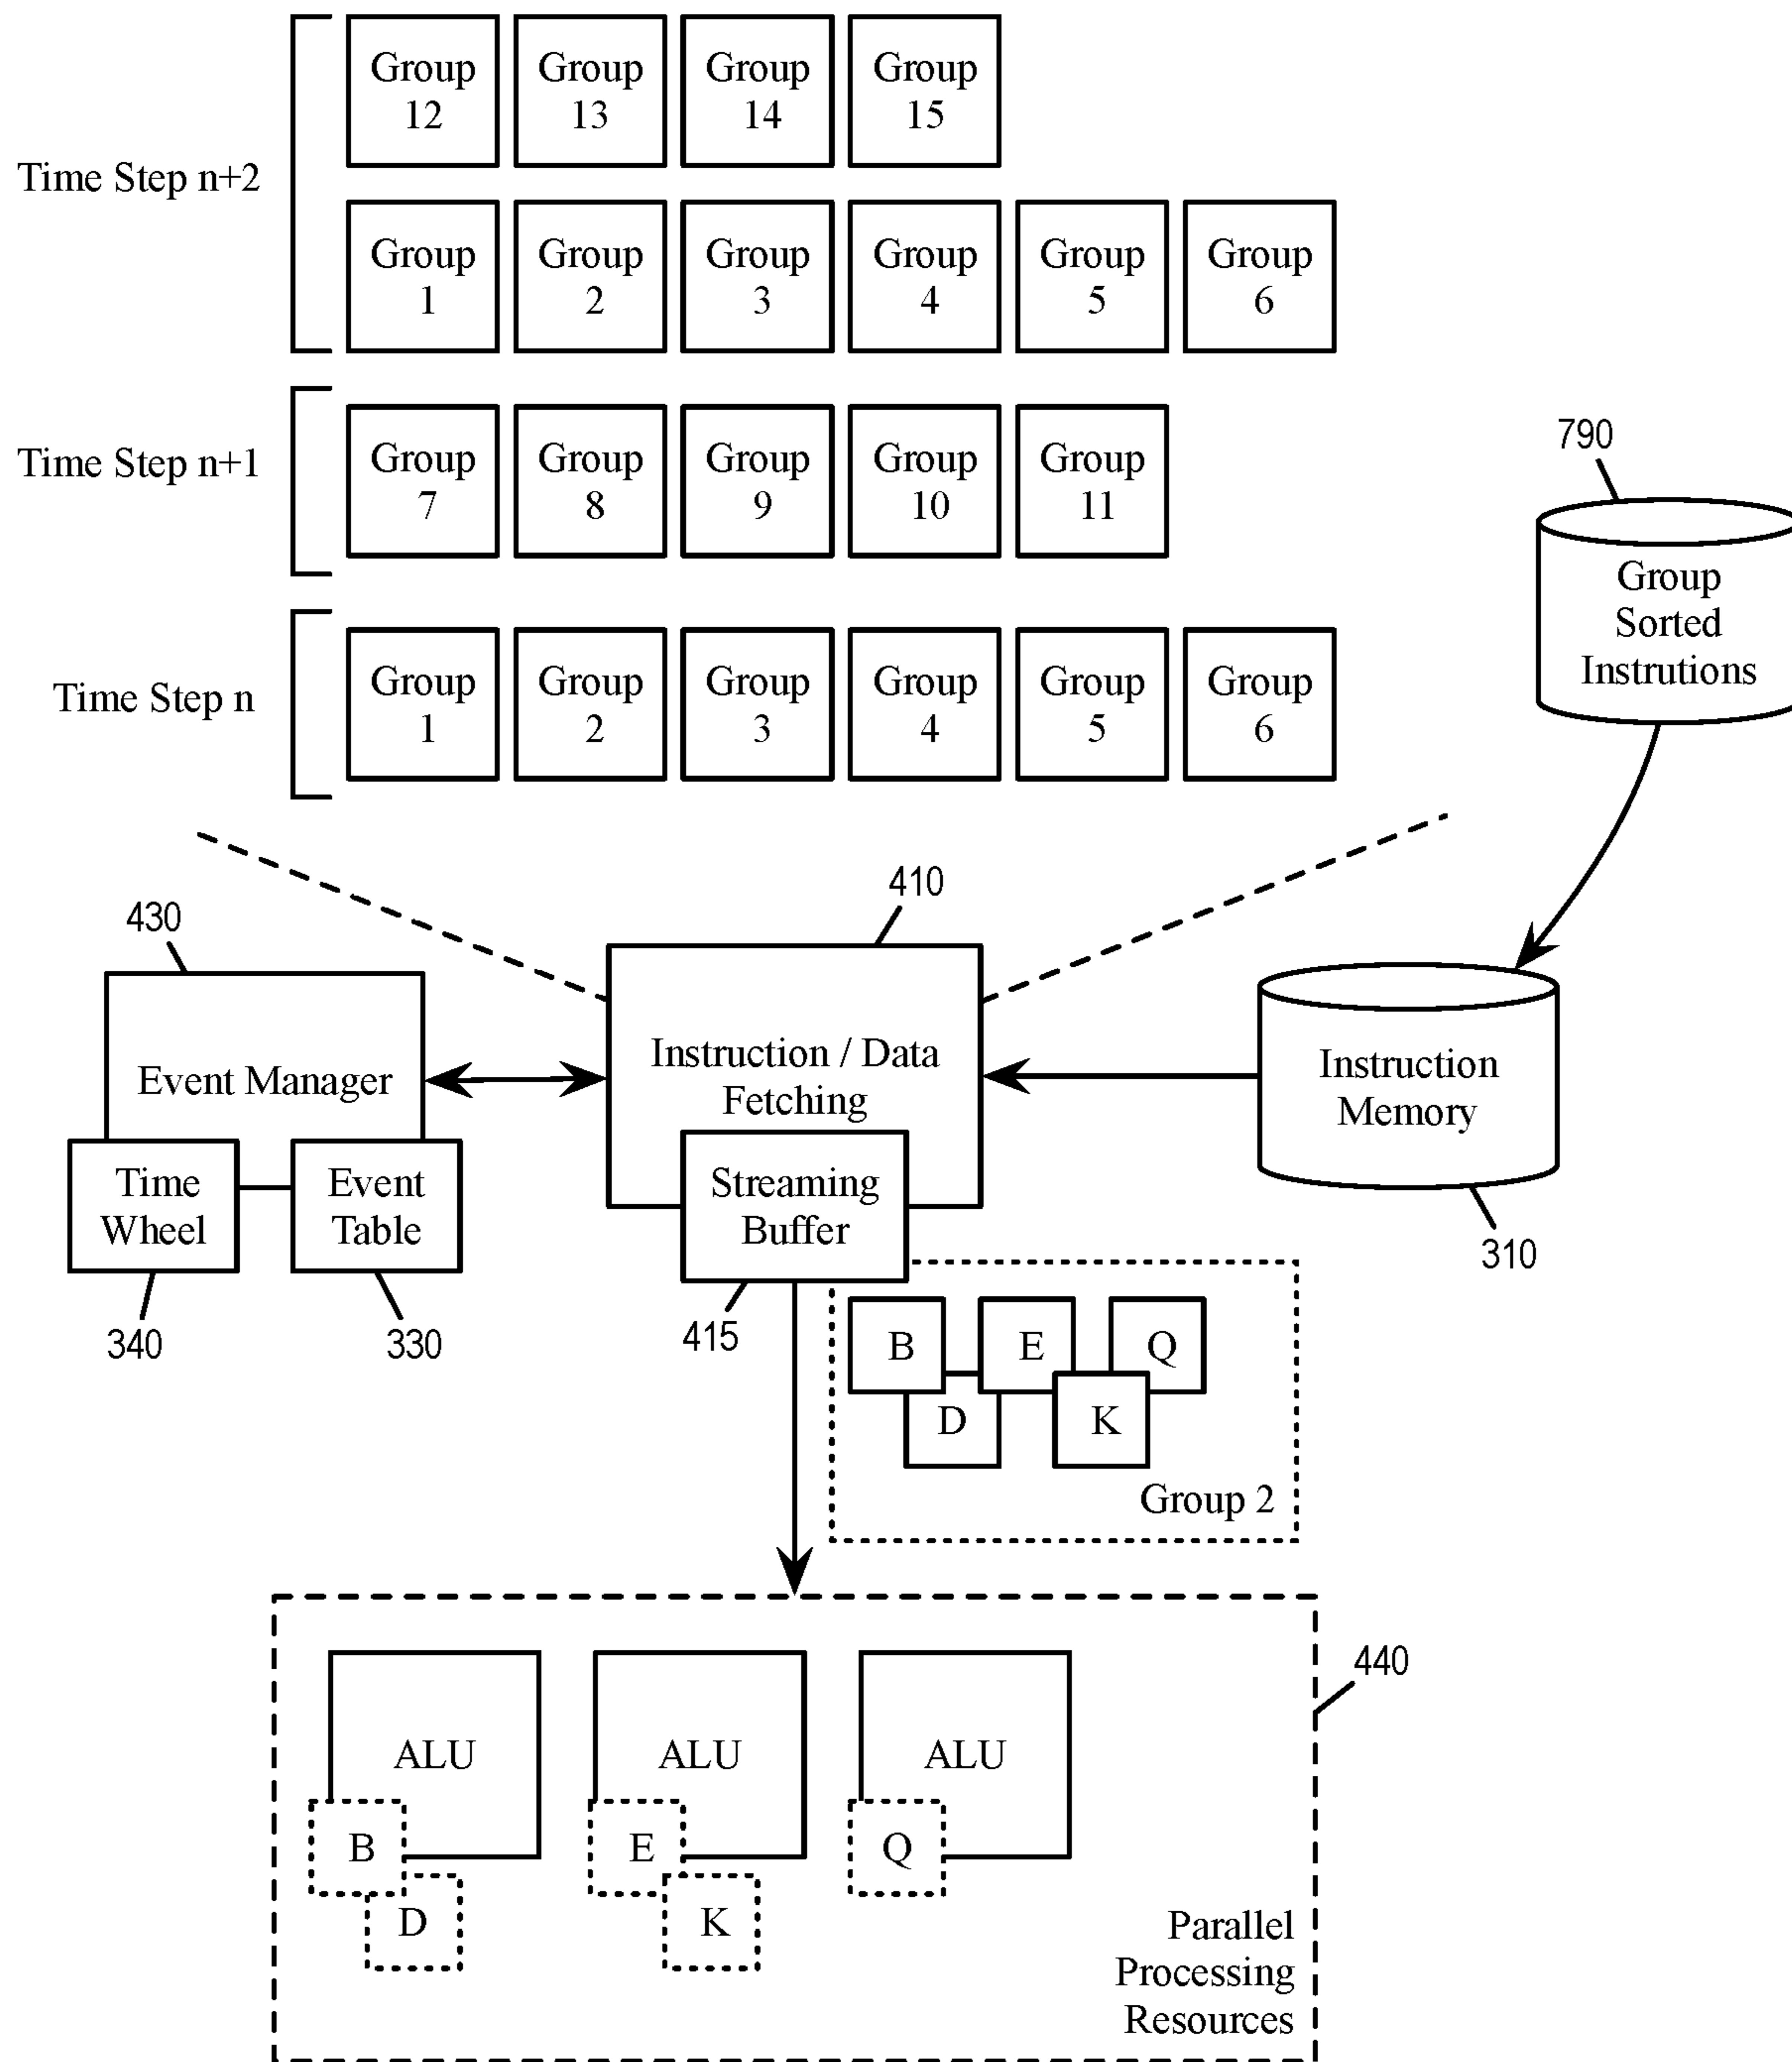 Group 12
Group 13
Group 14
Group 15
Time Step n+2
Group 1
Group 2
Group 3
Group 4
Group 5
Group 6
Time Step n+1
Group 7
Group 8
Group 9
Group 10
Group 11
790
Group
Sorted
Instrutions
Time Step n
Group 1
Group 2
Group 3
Group 4
Group 5
Group 6
430
410
Event Manager
Instruction / Data
Fetching
Instruction
Memory
Time
Wheel
Event
Table
Streaming
Buffer
310
340
330
415
B
E
Q
D
K
Group 2
440
ALU
ALU
ALU
B
E
Q
D
K
Parallel
Processing
Resources